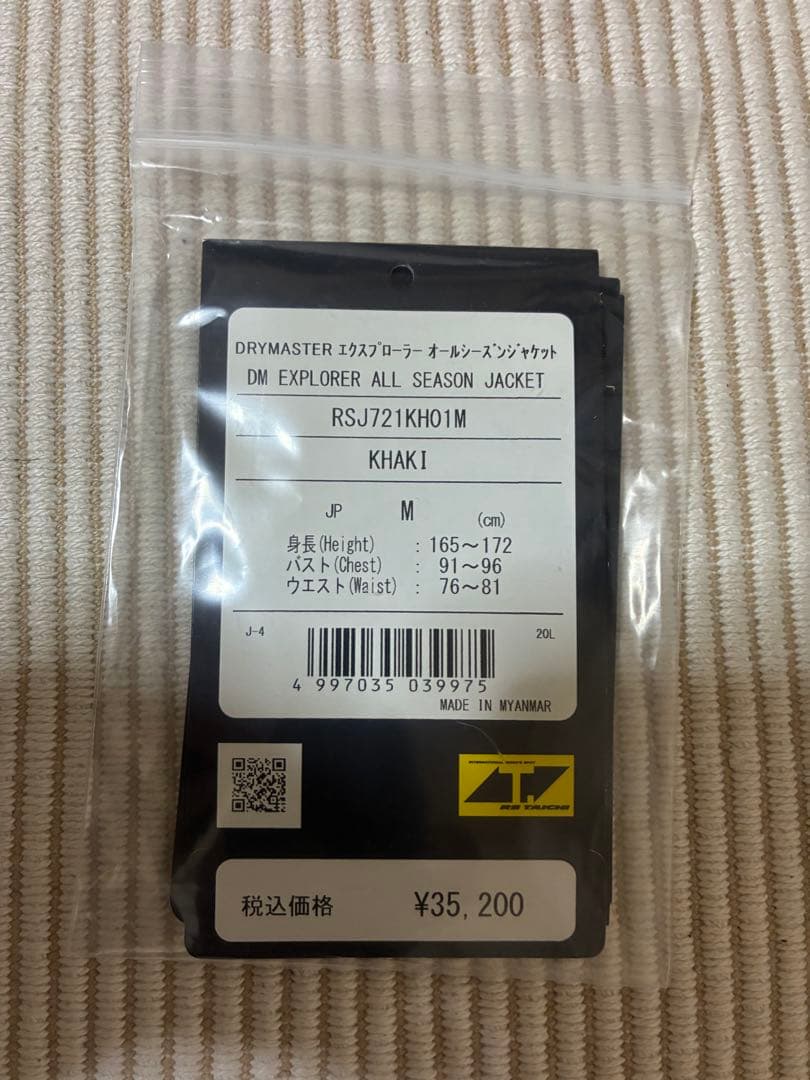 DRYMASTER エクスプローラー オールシーズンジャケット
DM EXPLORER ALL SEASON JACKET
RSJ721KH01M
KHAKI
JP M (cm)
身長(Height) : 165～172
バスト(Chest) : 91～96
ウエスト(Waist) : 76～81
J-4 20L
4 997035 039975
MADE IN MYANMAR
RS TAICHI
税込価格 ¥35,200